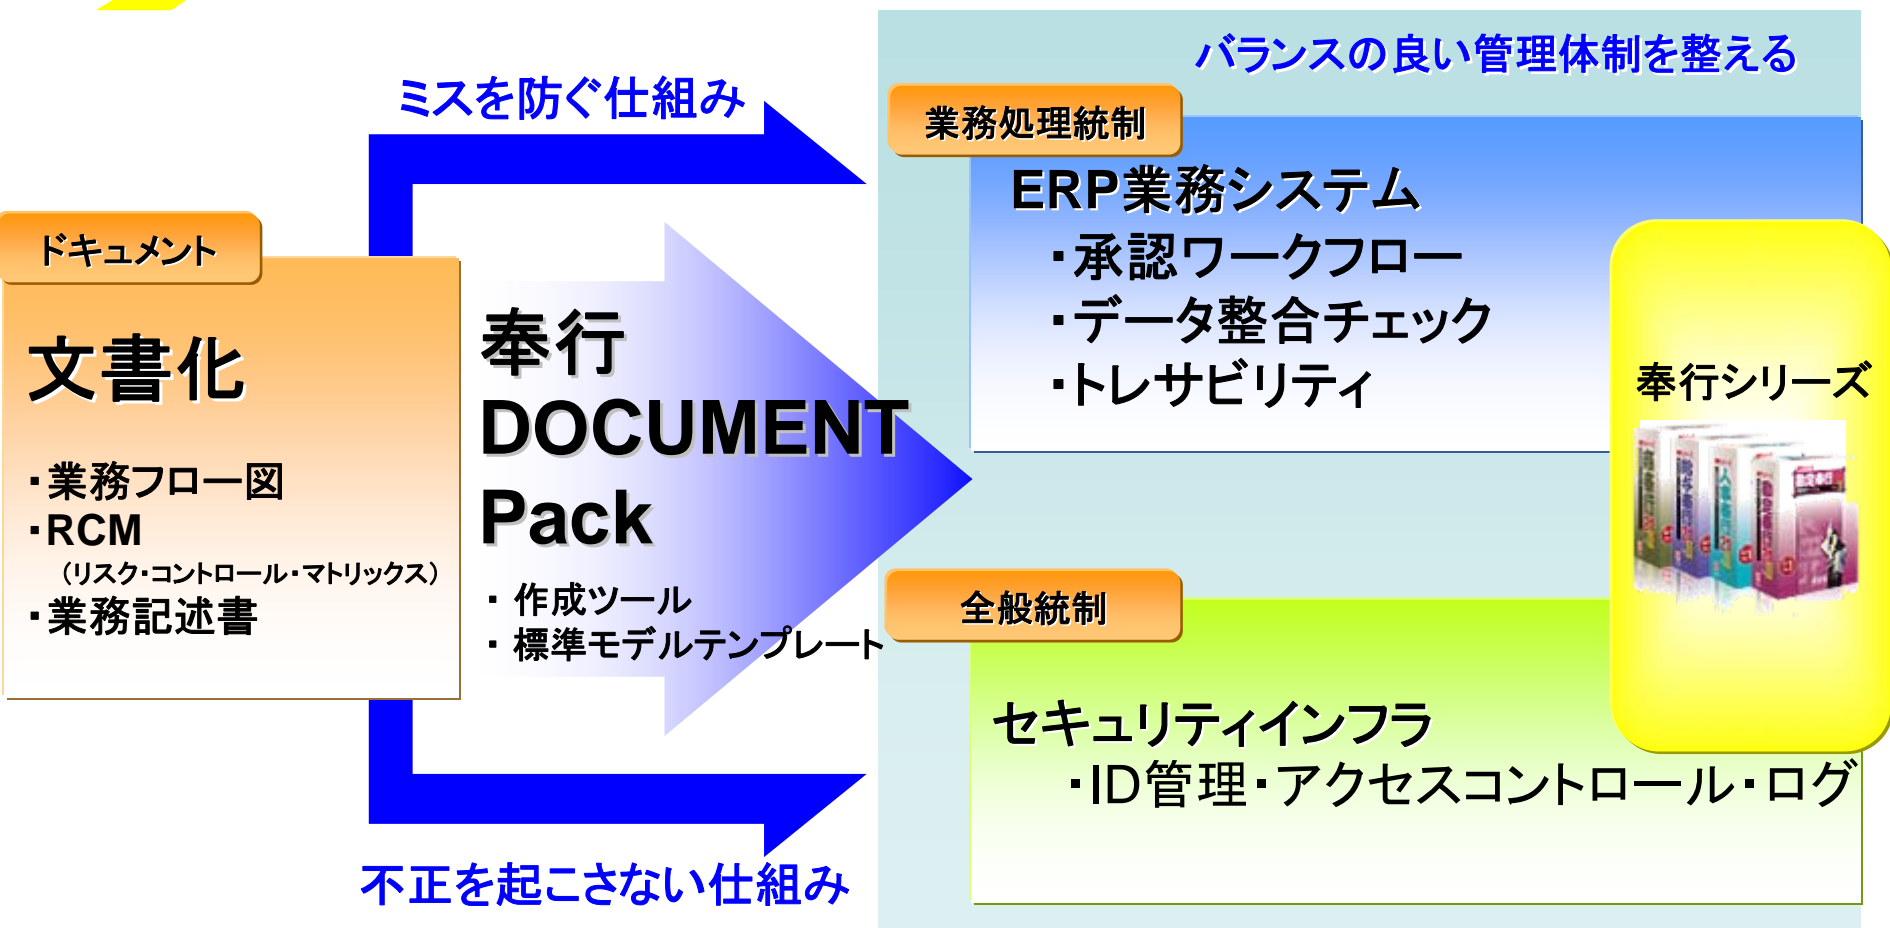 バランスの良い管理体制を整える
ミスを防ぐ仕組み
業務処理統制
ERP業務システム
・承認ワークフロー
・データ整合チェック
・トレサビリティ
ドキュメント
文書化
・業務フロー図
・RCM
（リスク・コントロール・マトリックス）
・業務記述書
奉行
DOCUMENT
Pack
・ 作成ツール
・ 標準モデルテンプレート
奉行シリーズ
全般統制
セキュリティインフラ
・ID管理・アクセスコントロール・ログ
不正を起こさない仕組み